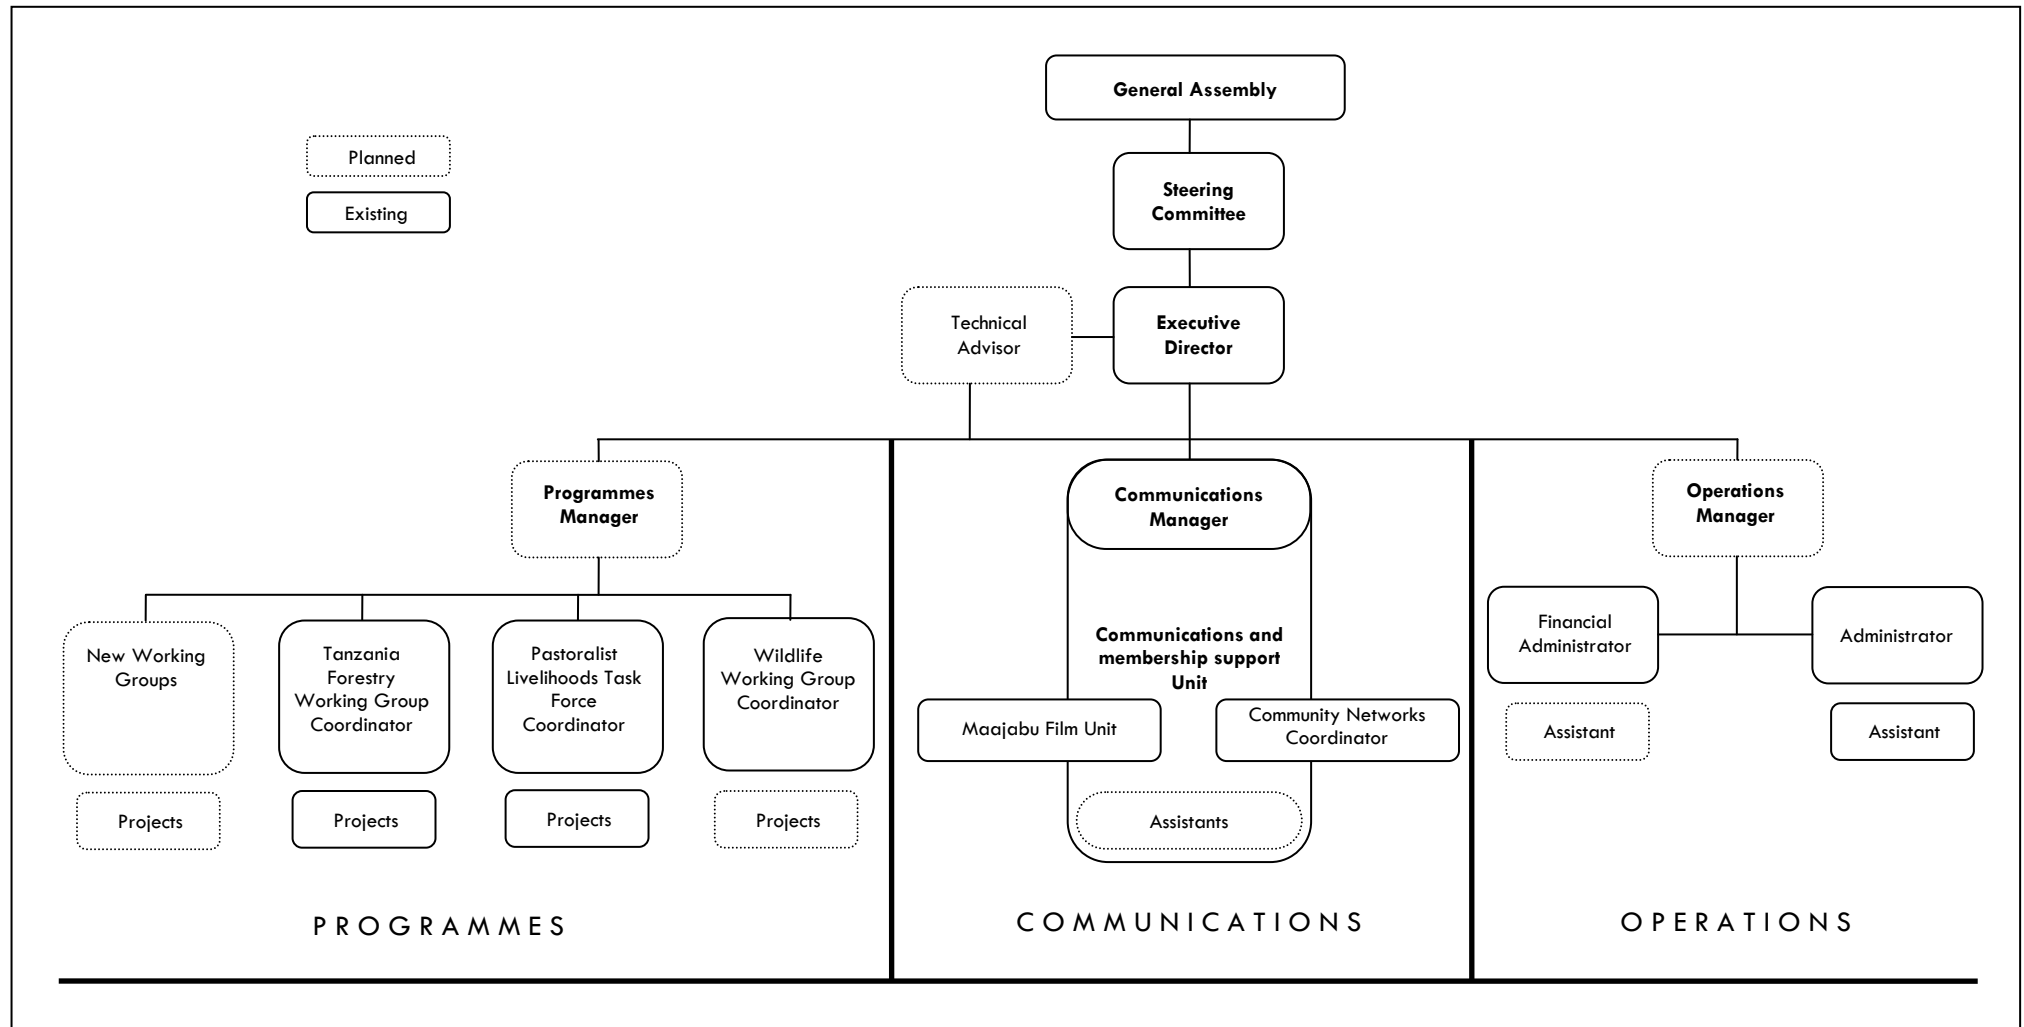 General Assembly
Planned
Existing
Steering
Committee
Technical
Advisor
Executive
Director
Programmes
Manager
Communications
Manager
Operations
Manager
New Working
Groups
Tanzania
Forestry
Working Group
Coordinator
Pastoralist
Livelihoods Task
Force
Coordinator
Wildlife
Working Group
Coordinator
Projects
Projects
Projects
Projects
Communications and
membership support
Unit
Maajabu Film Unit
Community Networks
Coordinator
Assistants
Financial
Administrator
Administrator
Assistant
Assistant
PROGRAMMES
COMMUNICATIONS
OPERATIONS